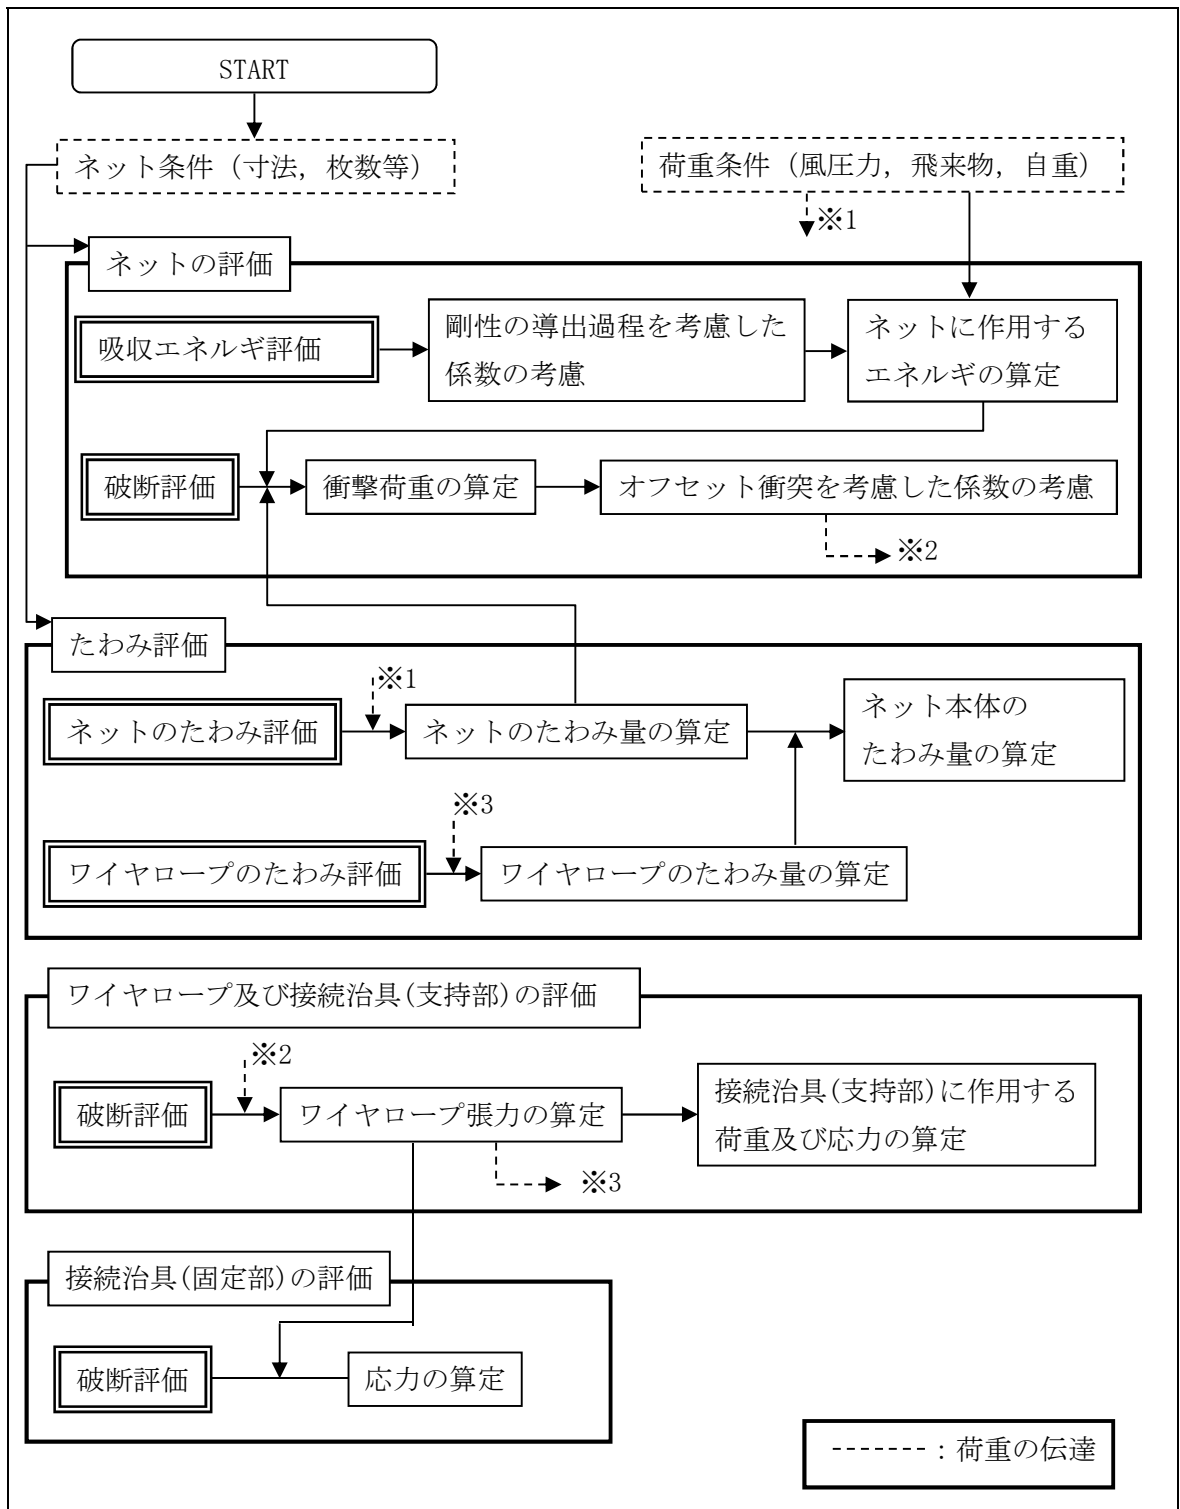 START
ネット条件（寸法，枚数等）
荷重条件（風圧力，飛来物，自重）
※1
ネットの評価
吸収エネルギ評価
剛性の導出過程を考慮した
係数の考慮
ネットに作用する
エネルギの算定
破断評価
衝撃荷重の算定
オフセット衝突を考慮した係数の考慮
※2
たわみ評価
※1
ネットのたわみ評価
ネットのたわみ量の算定
ネット本体の
たわみ量の算定
※3
ワイヤロープのたわみ評価
ワイヤロープのたわみ量の算定
ワイヤロープ及び接続治具(支持部)の評価
※2
破断評価
ワイヤロープ張力の算定
接続治具(支持部)に作用する
荷重及び応力の算定
※3
接続治具(固定部)の評価
破断評価
応力の算定
：荷重の伝達